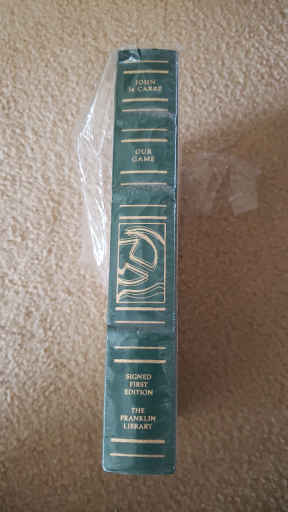 JOHN
le CARRÉ
OUR
GAME
SIGNED
FIRST
EDITION
THE
FRANKLIN
LIBRARY